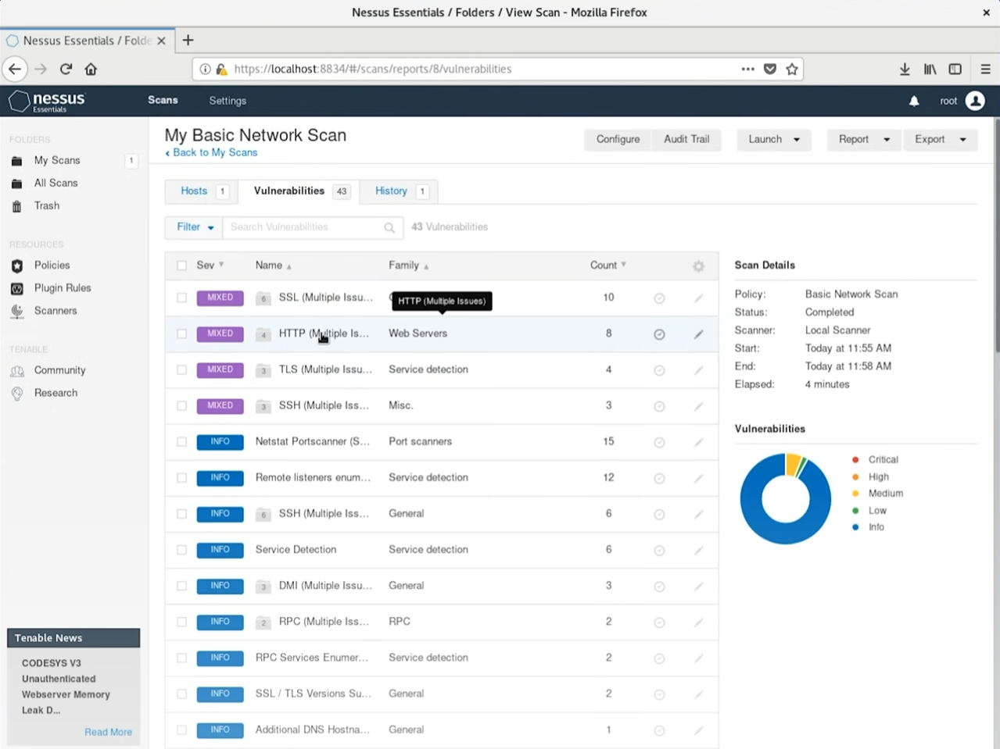 Nessus Essentials / Folders / View Scan - Mozilla Firefox
Nessus Essentials / Folde
https://localhost:8834/#/scans/reports/8/vulnerabilities
nessus
Essentials
Scans
Settings
root
FOLDERS
My Scans 1
All Scans
Trash
RESOURCES
Policies
Plugin Rules
Scanners
TENABLE
Community
Research
Tenable News
CODESYS V3
Unauthenticated
Webserver Memory
Leak D...
Read More
My Basic Network Scan
Back to My Scans
Configure
Audit Trail
Launch
Report
Export
Hosts 1
Vulnerabilities 43
History 1
Filter
Search Vulnerabilities
43 Vulnerabilities
Sev Name Family Count
MIXED 6 SSL (Multiple Issu... 10
HTTP (Multiple Issues)
MIXED 4 HTTP (Multiple Is... Web Servers 8
MIXED 3 TLS (Multiple Issu... Service detection 4
MIXED 3 SSH (Multiple Iss... Misc. 3
INFO Netstat Portscanner (S... Port scanners 15
INFO Remote listeners enum... Service detection 12
INFO 6 SSH (Multiple Iss... General 6
INFO Service Detection Service detection 6
INFO 3 DMI (Multiple Issu... General 3
INFO 2 RPC (Multiple Iss... RPC 2
INFO RPC Services Enumer... Service detection 2
INFO SSL / TLS Versions Su... General 2
INFO Additional DNS Hostna... General 1
Scan Details
Policy: Basic Network Scan
Status: Completed
Scanner: Local Scanner
Start: Today at 11:55 AM
End: Today at 11:58 AM
Elapsed: 4 minutes
Vulnerabilities
Critical
High
Medium
Low
Info